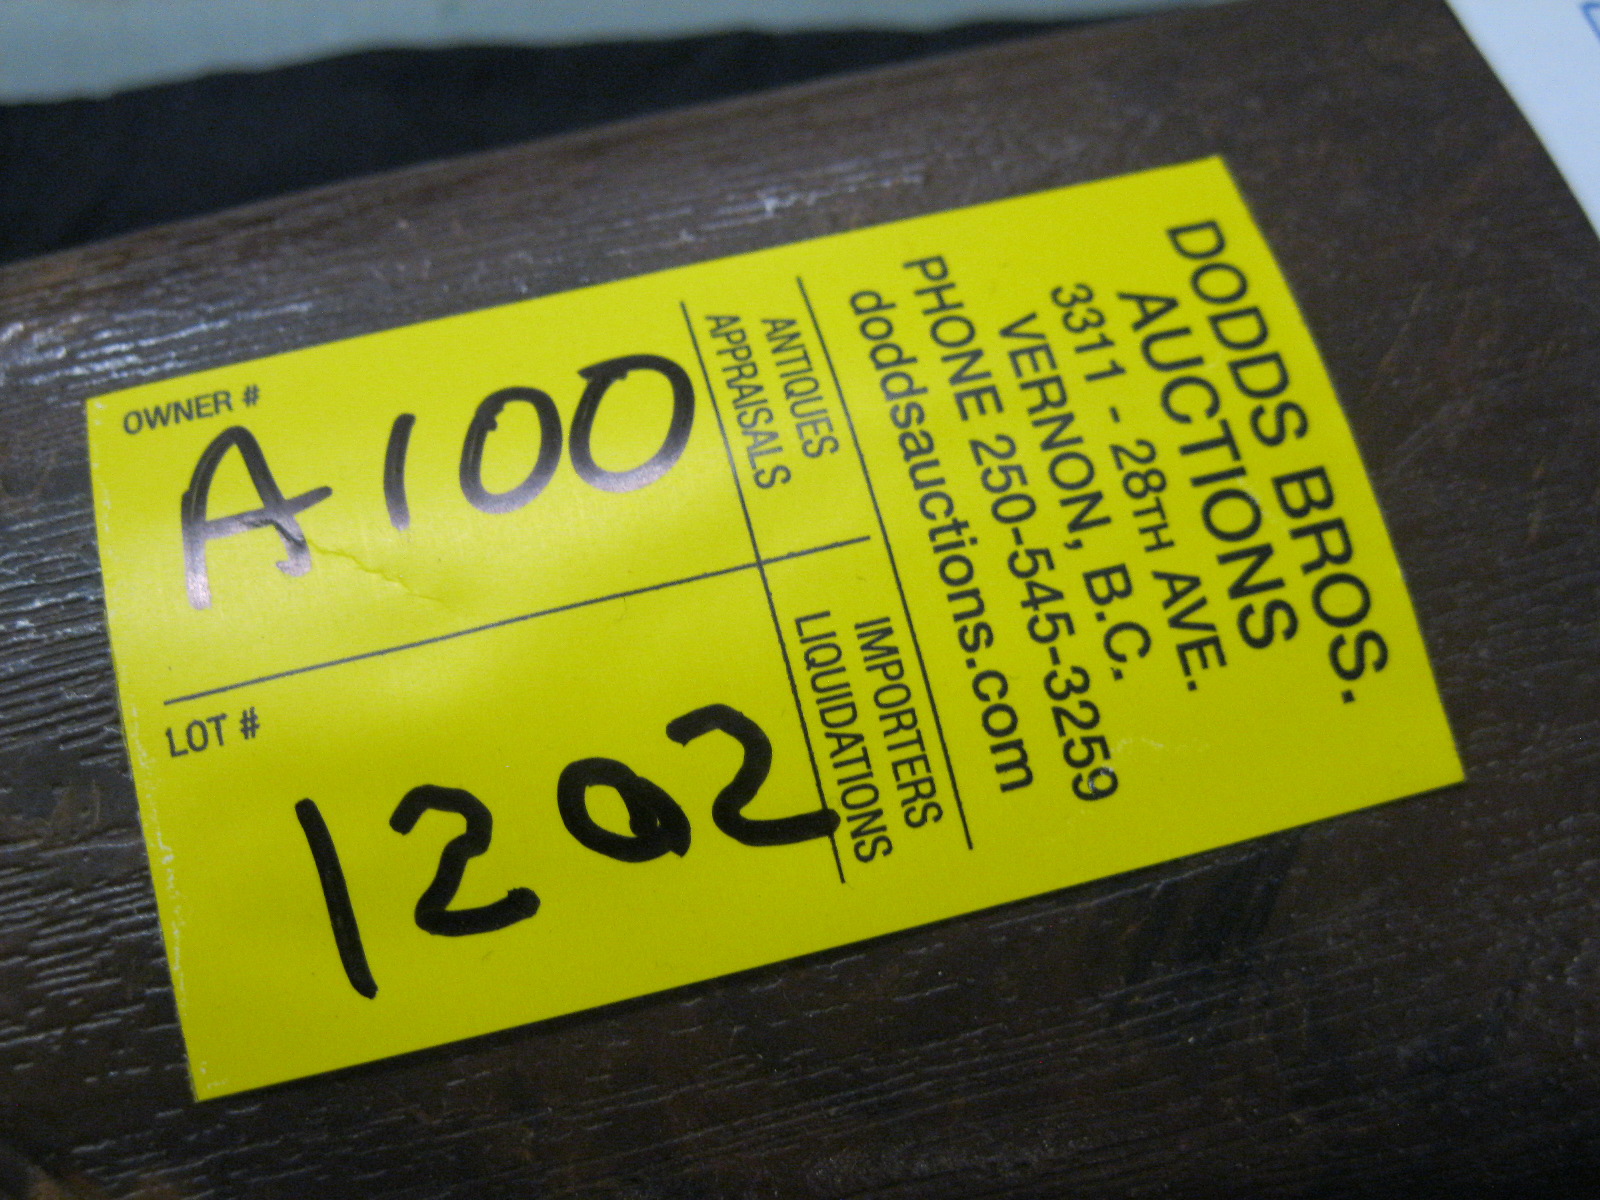 DODDS BROS.
AUCTIONS
3311 - 28TH AVE.
VERNON, B.C.
PHONE 250-545-3259
doddsauctions.com
ANTIQUES
APPRAISALS
IMPORTERS
LIQUIDATIONS
OWNER #
A100
LOT #
1202